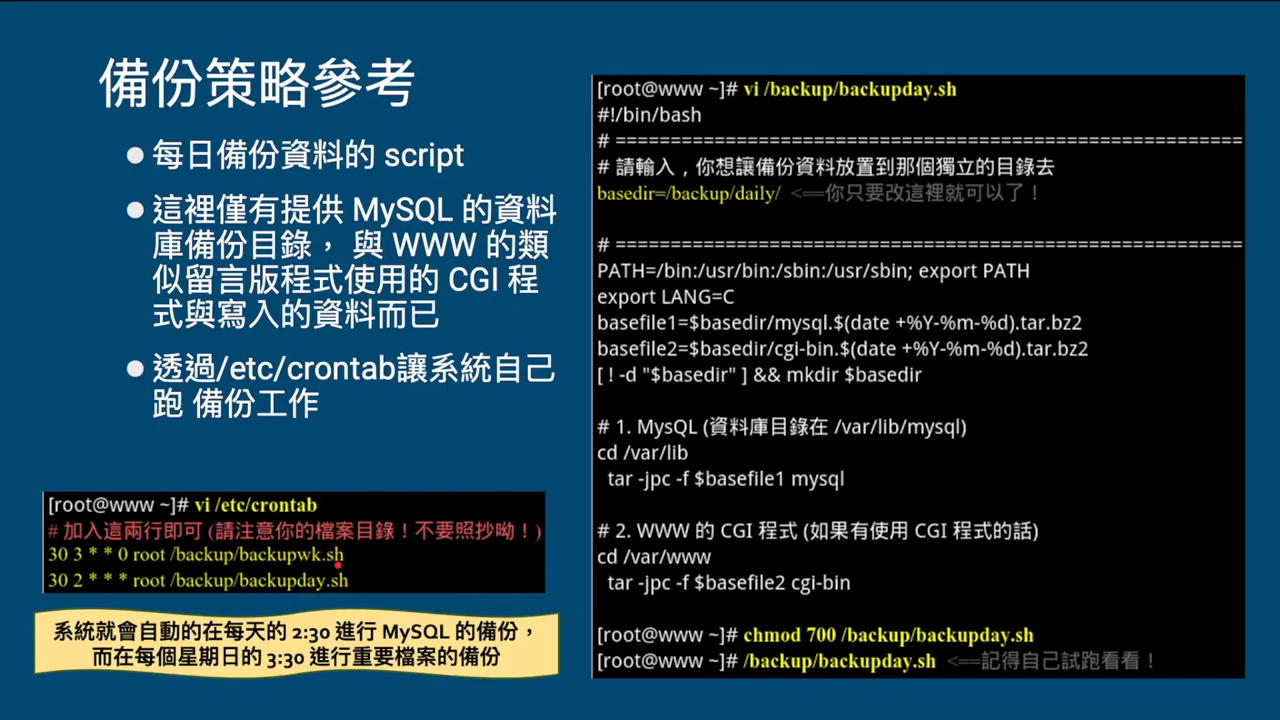 備份策略參考
每日備份資料的 script
這裡僅有提供 MySQL 的資料
庫備份目錄， 與 WWW 的類
似留言版程式使用的 CGI 程
式與寫入的資料而已
透過/etc/crontab讓系統自己
跑 備份工作
[root@www ~]# vi /etc/crontab
# 加入這兩行即可 (請注意你的檔案目錄！不要照抄呦！)
30 3 * * 0 root /backup/backupwk.sh
30 2 * * * root /backup/backupday.sh
系統就會自動的在每天的 2:30 進行 MySQL 的備份，
而在每個星期日的 3:30 進行重要檔案的備份
[root@www ~]# vi /backup/backupday.sh
#!/bin/bash
# =========================================================
# 請輸入，你想讓備份資料放置到那個獨立的目錄去
basedir=/backup/daily/ <==你只要改這裡就可以了！
# =========================================================
PATH=/bin:/usr/bin:/sbin:/usr/sbin; export PATH
export LANG=C
basefile1=$basedir/mysql.$(date +%Y-%m-%d).tar.bz2
basefile2=$basedir/cgi-bin.$(date +%Y-%m-%d).tar.bz2
[ ! -d "$basedir" ] && mkdir $basedir
# 1. MysQL (資料庫目錄在 /var/lib/mysql)
cd /var/lib
tar -jpc -f $basefile1 mysql
# 2. WWW 的 CGI 程式 (如果有使用 CGI 程式的話)
cd /var/www
tar -jpc -f $basefile2 cgi-bin
[root@www ~]# chmod 700 /backup/backupday.sh
[root@www ~]# /backup/backupday.sh <==記得自己試跑看看！